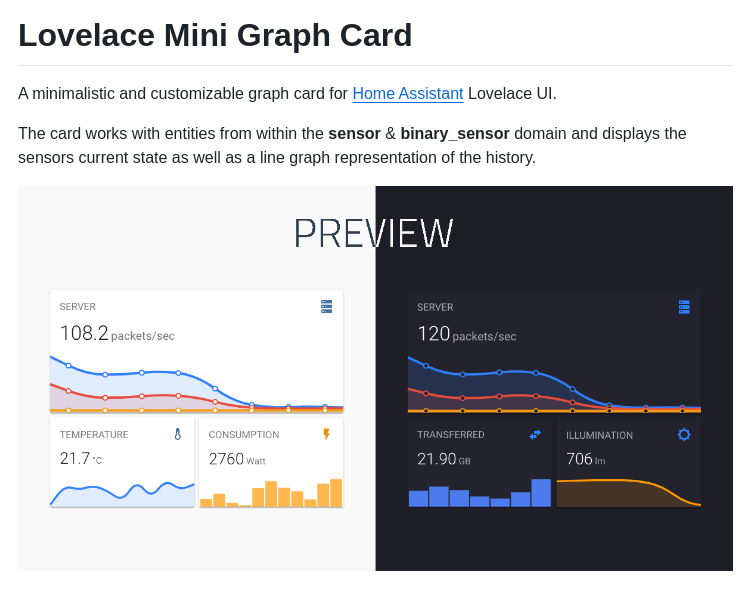 Lovelace Mini Graph Card
A minimalistic and customizable graph card for Home Assistant Lovelace UI.
The card works with entities from within the sensor & binary_sensor domain and displays the
sensors current state as well as a line graph representation of the history.
PREVIEW
SERVER
108.2 packets/sec
TEMPERATURE
21.7 °C
CONSUMPTION
2760 Watt
SERVER
120 packets/sec
TRANSFERRED
21.90 GB
ILLUMINATION
706 lm